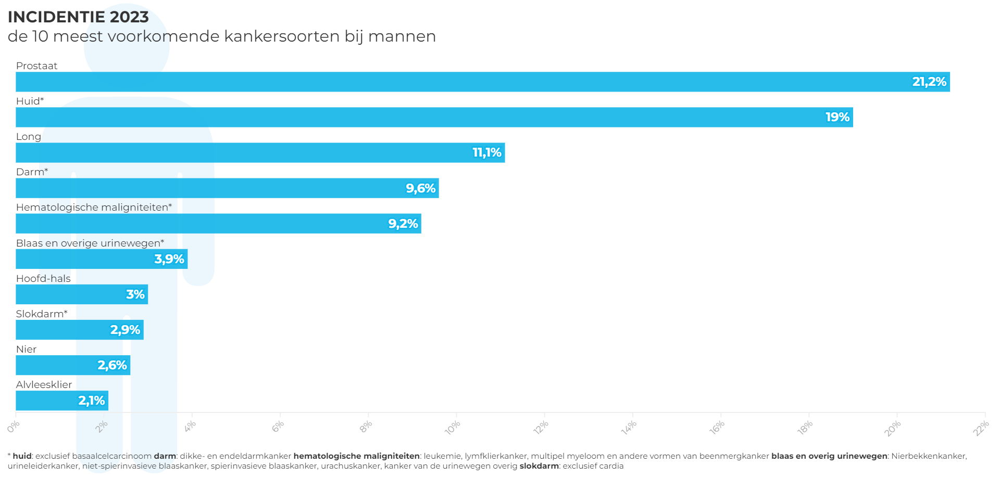 INCIDENTIE 2023
de 10 meest voorkomende kankersoorten bij mannen
Prostaat
21,2%
Huid*
19%
Long
11,1%
Darm*
9,6%
Hematologische maligniteiten*
9,2%
Blaas en overige urinewegen*
3,9%
Hoofd-hals
3%
Slokdarm*
2,9%
Nier
2,6%
Alvleesklier
2,1%
0% 2% 4% 6% 8% 10% 12% 14% 16% 18% 20% 22%
* huid: exclusief basaalcelcarcinoom darm: dikke- en endeldarmkanker hematologische maligniteiten: leukemie, lymfklierkanker, multipel myeloom en andere vormen van beenmergkanker blaas en overig urinewegen: Nierbekkenkanker,
urineleiderkanker, niet-spierinvasieve blaaskanker, spierinvasieve blaaskanker, urachuskanker, kanker van de urinewegen overig slokdarm: exclusief cardia